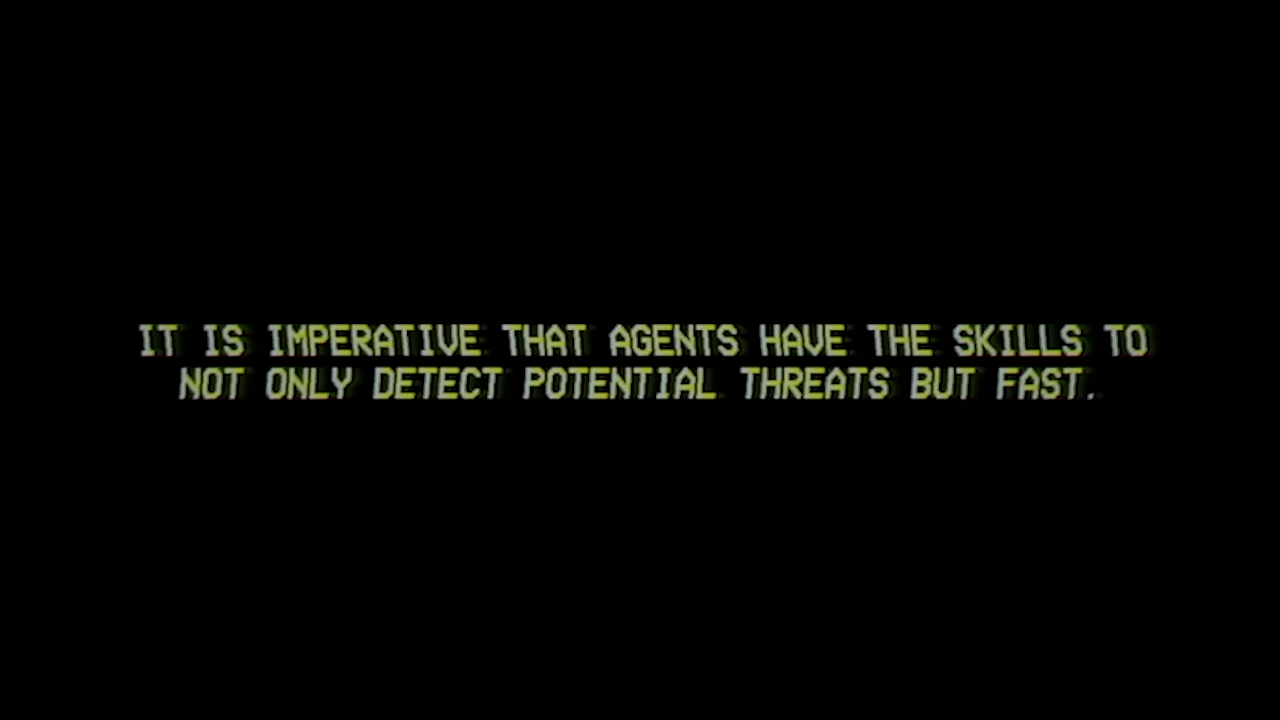 IT IS IMPERATIVE THAT AGENTS HAVE THE SKILLS TO
NOT ONLY DETECT POTENTIAL THREATS BUT FAST.